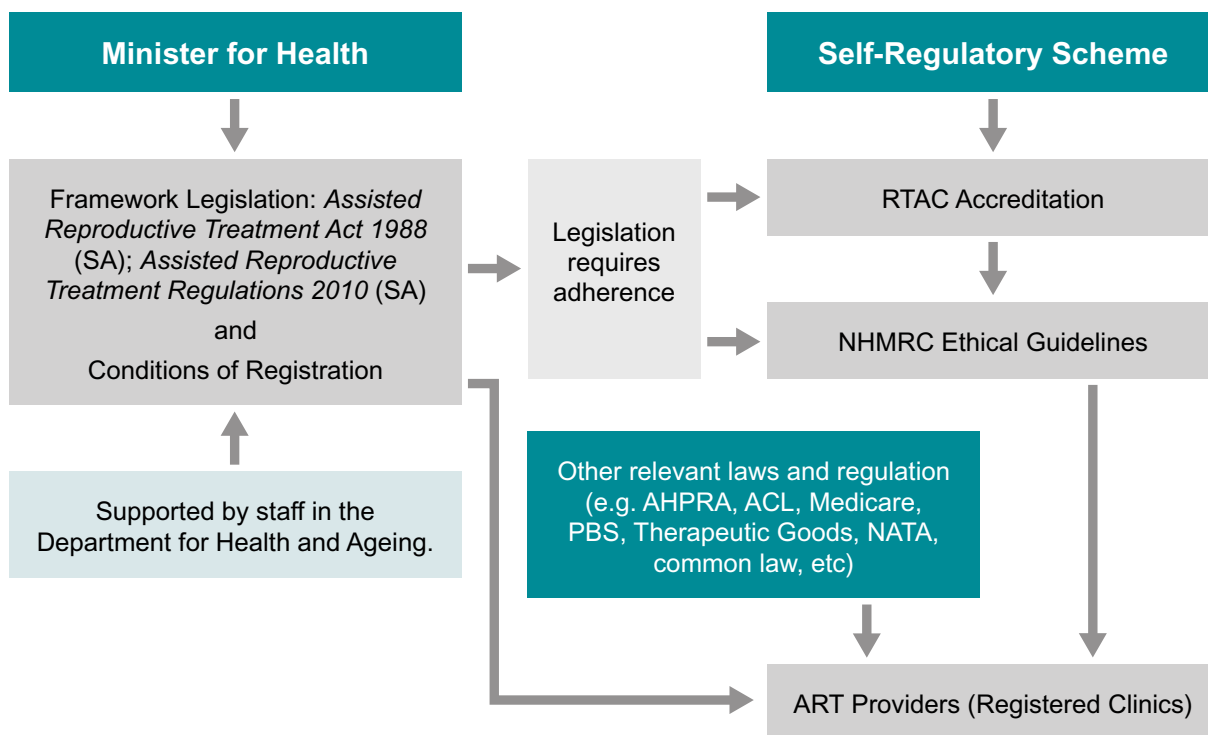 Minister for Health
Self-Regulatory Scheme
Framework Legislation: Assisted
Reproductive Treatment Act 1988
(SA); Assisted Reproductive
Treatment Regulations 2010 (SA)
and
Conditions of Registration
Legislation
requires
adherence
RTAC Accreditation
NHMRC Ethical Guidelines
Supported by staff in the
Department for Health and Ageing.
Other relevant laws and regulation
(e.g. AHPRA, ACL, Medicare,
PBS, Therapeutic Goods, NATA,
common law, etc)
ART Providers (Registered Clinics)